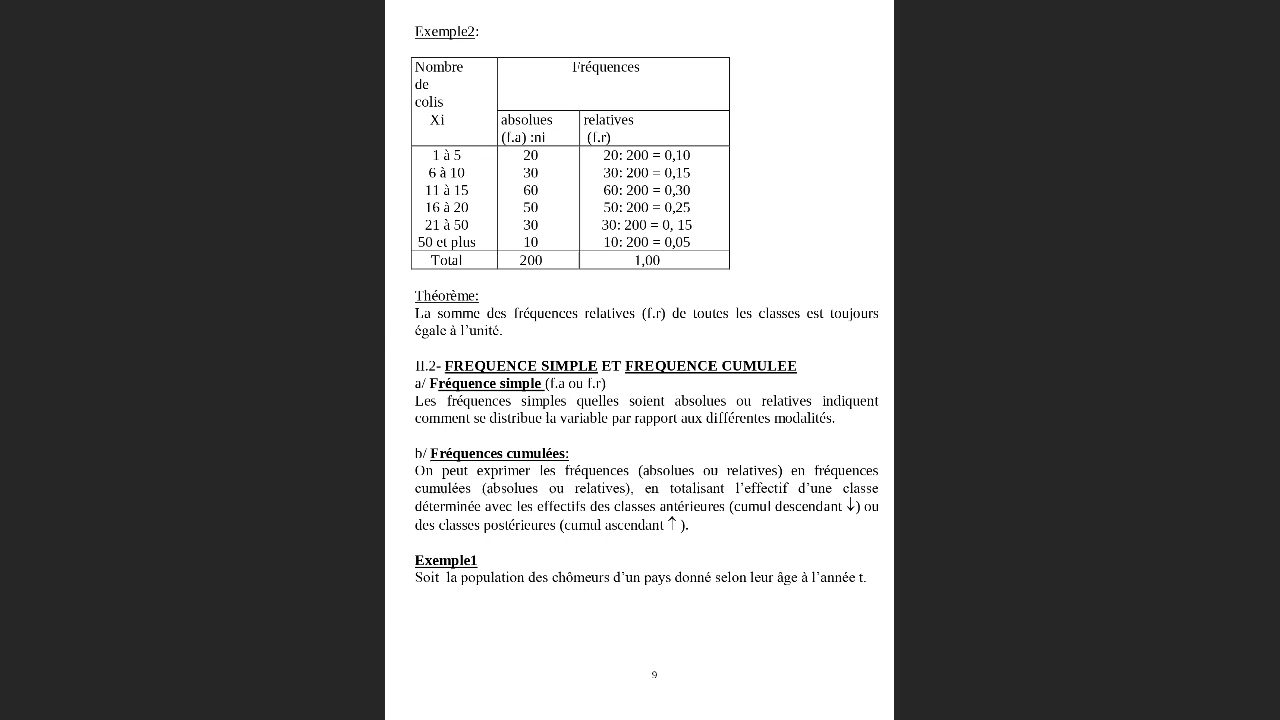 Exemple2:
Nombre Fréquences
de
colis
Xi absolues relatives
(f.a) :ni (f.r)
1 à 5 20 20: 200 = 0,10
6 à 10 30 30: 200 = 0,15
11 à 15 60 60: 200 = 0,30
16 à 20 50 50: 200 = 0,25
21 à 50 30 30: 200 = 0, 15
50 et plus 10 10: 200 = 0,05
Total 200 1,00
Théorème:
La somme des fréquences relatives (f.r) de toutes les classes est toujours
égale à l’unité.
II.2- FREQUENCE SIMPLE ET FREQUENCE CUMULEE
a/ Fréquence simple (f.a ou f.r)
Les fréquences simples quelles soient absolues ou relatives indiquent
comment se distribue la variable par rapport aux différentes modalités.
b/ Fréquences cumulées:
On peut exprimer les fréquences (absolues ou relatives) en fréquences
cumulées (absolues ou relatives), en totalisant l’effectif d’une classe
déterminée avec les effectifs des classes antérieures (cumul descendant ↓) ou
des classes postérieures (cumul ascendant ↑ ).
Exemple1
Soit la population des chômeurs d’un pays donné selon leur âge à l’année t.
9